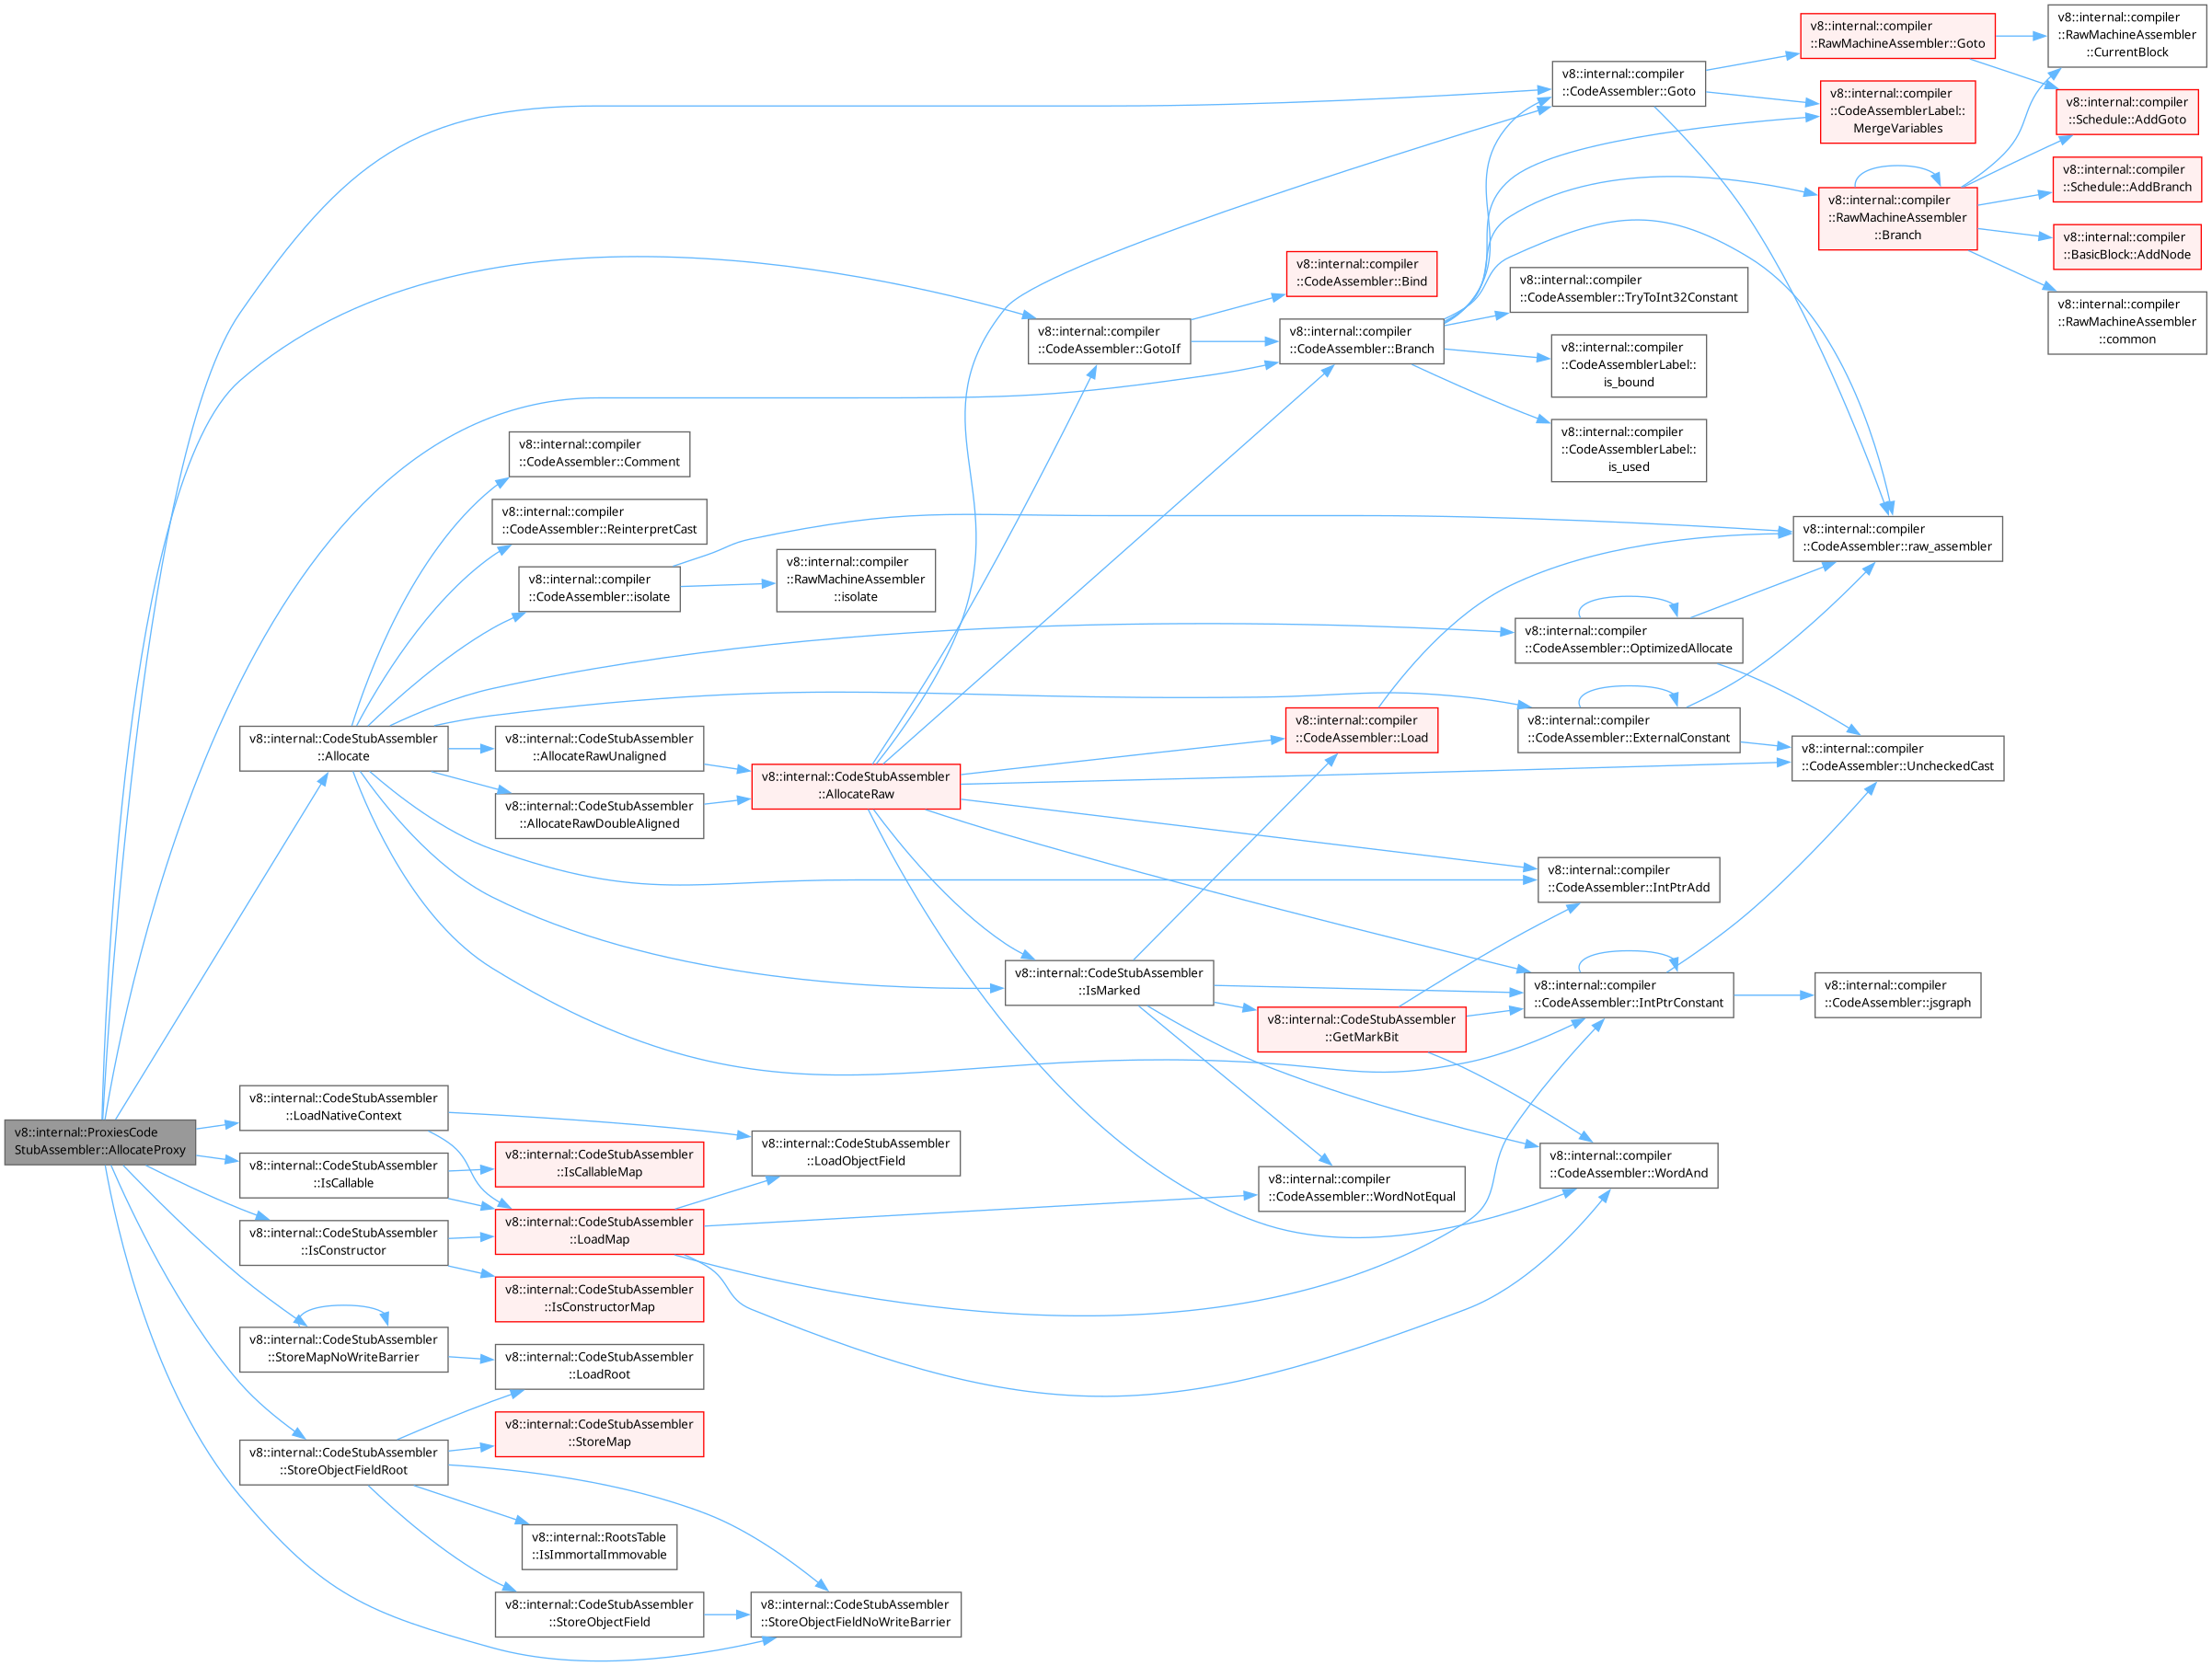 v8::internal::ProxiesCode
StubAssembler::AllocateProxy
v8::internal::CodeStubAssembler
::Allocate
v8::internal::CodeStubAssembler
::LoadNativeContext
v8::internal::CodeStubAssembler
::IsCallable
v8::internal::CodeStubAssembler
::IsConstructor
v8::internal::CodeStubAssembler
::StoreMapNoWriteBarrier
v8::internal::CodeStubAssembler
::StoreObjectFieldRoot
v8::internal::compiler
::CodeAssembler::Comment
v8::internal::compiler
::CodeAssembler::ReinterpretCast
v8::internal::compiler
::CodeAssembler::isolate
v8::internal::CodeStubAssembler
::AllocateRawUnaligned
v8::internal::CodeStubAssembler
::AllocateRawDoubleAligned
v8::internal::CodeStubAssembler
::IsCallableMap
v8::internal::CodeStubAssembler
::LoadMap
v8::internal::CodeStubAssembler
::IsConstructorMap
v8::internal::CodeStubAssembler
::LoadRoot
v8::internal::CodeStubAssembler
::StoreMap
v8::internal::RootsTable
::IsImmortalImmovable
v8::internal::CodeStubAssembler
::StoreObjectField
v8::internal::compiler
::RawMachineAssembler
::isolate
v8::internal::CodeStubAssembler
::AllocateRaw
v8::internal::CodeStubAssembler
::LoadObjectField
v8::internal::CodeStubAssembler
::StoreObjectFieldNoWriteBarrier
v8::internal::compiler
::CodeAssembler::GotoIf
v8::internal::CodeStubAssembler
::IsMarked
v8::internal::compiler
::CodeAssembler::Bind
v8::internal::compiler
::CodeAssembler::Branch
v8::internal::compiler
::CodeAssembler::Load
v8::internal::CodeStubAssembler
::GetMarkBit
v8::internal::compiler
::CodeAssembler::WordNotEqual
v8::internal::compiler
::CodeAssembler::Goto
v8::internal::compiler
::CodeAssembler::TryToInt32Constant
v8::internal::compiler
::CodeAssemblerLabel::
is_bound
v8::internal::compiler
::CodeAssemblerLabel::
is_used
v8::internal::compiler
::CodeAssembler::OptimizedAllocate
v8::internal::compiler
::CodeAssembler::ExternalConstant
v8::internal::compiler
::CodeAssembler::IntPtrAdd
v8::internal::compiler
::CodeAssembler::IntPtrConstant
v8::internal::compiler
::CodeAssembler::WordAnd
v8::internal::compiler
::RawMachineAssembler::Goto
v8::internal::compiler
::CodeAssemblerLabel::
MergeVariables
v8::internal::compiler
::RawMachineAssembler
::Branch
v8::internal::compiler
::CodeAssembler::raw_assembler
v8::internal::compiler
::CodeAssembler::UncheckedCast
v8::internal::compiler
::CodeAssembler::jsgraph
v8::internal::compiler
::RawMachineAssembler
::CurrentBlock
v8::internal::compiler
::Schedule::AddGoto
v8::internal::compiler
::Schedule::AddBranch
v8::internal::compiler
::BasicBlock::AddNode
v8::internal::compiler
::RawMachineAssembler
::common